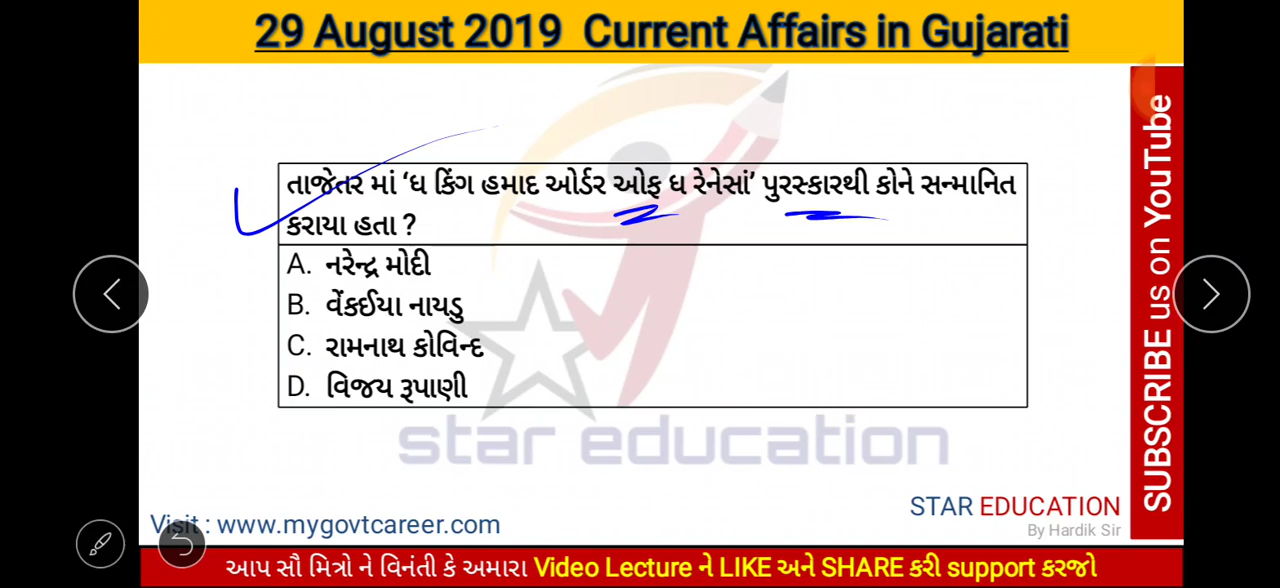 29 August 2019 Current Affairs in Gujarati
તાજેતર માં ‘ધ કિંગ હમાદ ઓર્ડર ઓફ ધ રેનેસાં’ પુરસ્કારથી કોને સન્માનિત
કરાયા હતા ?
A. નરેન્દ્ર મોદી
B. વેંકઈયા નાયડુ
C. રામનાથ કોવિન્દ
D. વિજય રૂપાણી
star education
SUBSCRIBE us on YouTube
STAR EDUCATION
By Hardik Sir
Visit : www.mygovtcareer.com
આપ સૌ મિત્રો ને વિનંતી કે અમારા Video Lecture ને LIKE અને SHARE કરી support કરજો